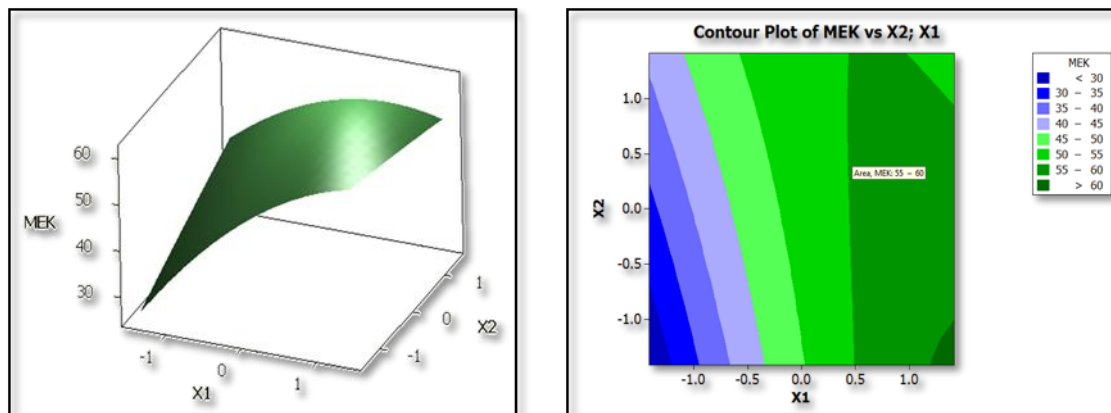 60
50
MEK
40
30
-1
0
1
X1
-1
0
1
X2
Contour Plot of MEK vs X2; X1
1.0
0.5
0.0
-0.5
-1.0
X2
-1.0 -0.5 0.0 0.5 1.0
X1
Area, MEK: 55 - 60
MEK
< 30
30 - 35
35 - 40
40 - 45
45 - 50
50 - 55
55 - 60
> 60